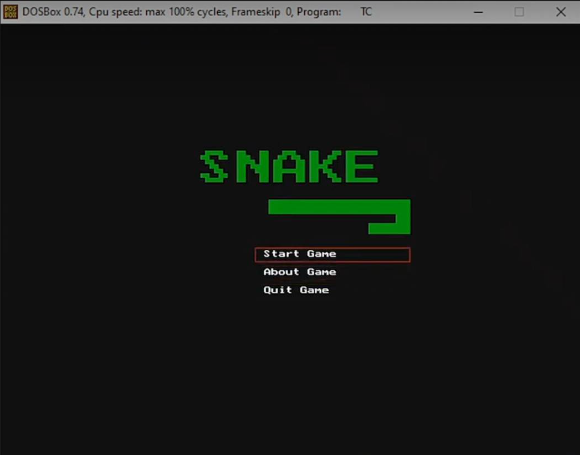 DOSBox 0.74, Cpu speed: max 100% cycles, Frameskip 0, Program: TC
SNAKE
Start Game
About Game
Quit Game